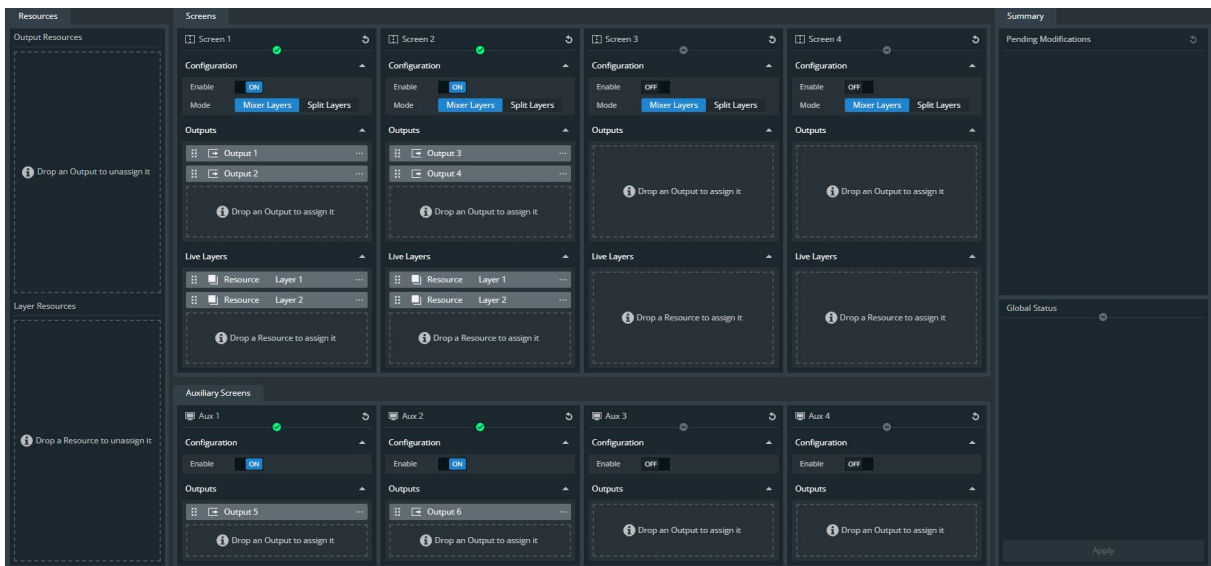 Resources
Output Resources
Drop an Output to unassign it
Layer Resources
Drop a Resource to unassign it
Screens
Screen 1
Configuration
Enable ON
Mode Mixer Layers Split Layers
Outputs
Output 1 ...
Output 2 ...
Drop an Output to assign it
Live Layers
Resource Layer 1 ...
Resource Layer 2 ...
Drop a Resource to assign it
Screen 2
Configuration
Enable ON
Mode Mixer Layers Split Layers
Outputs
Output 3 ...
Output 4 ...
Drop an Output to assign it
Live Layers
Resource Layer 1 ...
Resource Layer 2 ...
Drop a Resource to assign it
Screen 3
Configuration
Enable OFF
Mode Mixer Layers Split Layers
Outputs
Drop an Output to assign it
Live Layers
Drop a Resource to assign it
Screen 4
Configuration
Enable OFF
Mode Mixer Layers Split Layers
Outputs
Drop an Output to assign it
Live Layers
Drop a Resource to assign it
Auxiliary Screens
Aux 1
Configuration
Enable ON
Outputs
Output 5 ...
Drop an Output to assign it
Aux 2
Configuration
Enable ON
Outputs
Output 6 ...
Drop an Output to assign it
Aux 3
Configuration
Enable OFF
Outputs
Drop an Output to assign it
Aux 4
Configuration
Enable OFF
Outputs
Drop an Output to assign it
Summary
Pending Modifications
Global Status
Apply